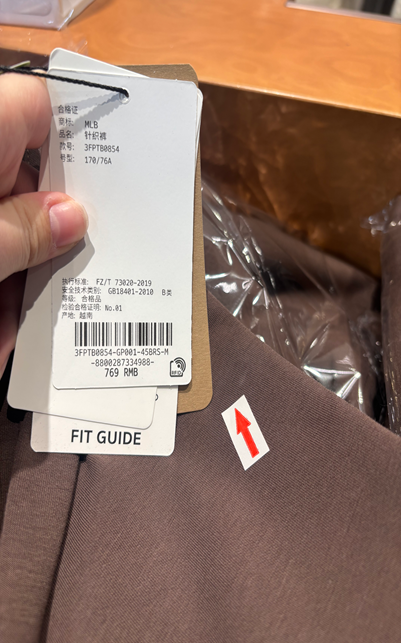 合格证
商标: MLB
品名: 针织裤
款号: 3FPTB0854
号型: 170/76A
执行标准: FZ/T 73020-2019
安全技术类别: GB18401-2010 B类
等级: 合格品
检验合格证明: No.01
产地: 越南
3FPTB0854-GP001-45BRS-M
-8800287334988-
769 RMB
RFID
FIT GUIDE